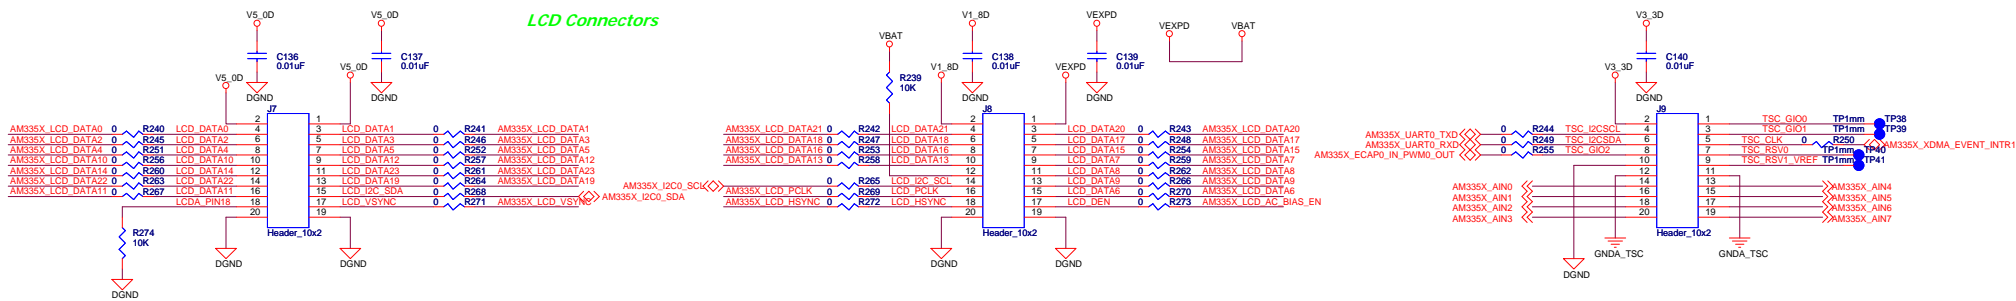 LCD Connectors
V5_0D
V5_0D
C136
0.01uF
C137
0.01uF
V5_0D
V5_0D
DGND
DGND
J7
2 1
AM335X_LCD_DATA0 0 R240 LCD_DATA0 4 3 LCD_DATA1 0 R241 AM335X_LCD_DATA1
AM335X_LCD_DATA2 0 R245 LCD_DATA2 6 5 LCD_DATA3 0 R246 AM335X_LCD_DATA3
AM335X_LCD_DATA4 0 R251 LCD_DATA4 8 7 LCD_DATA5 0 R252 AM335X_LCD_DATA5
AM335X_LCD_DATA10 0 R256 LCD_DATA10 10 9 LCD_DATA12 0 R257 AM335X_LCD_DATA12
AM335X_LCD_DATA14 0 R260 LCD_DATA14 12 11 LCD_DATA23 0 R261 AM335X_LCD_DATA23
AM335X_LCD_DATA22 0 R263 LCD_DATA22 14 13 LCD_DATA19 0 R264 AM335X_LCD_DATA19
AM335X_LCD_DATA11 0 R267 LCD_DATA11 16 15 LCD_I2C_SDA 0 R268 AM335X_I2C0_SDA
LCDA_PIN18 18 17 LCD_VSYNC 0 R271 AM335X_LCD_VSYNC
20 19
Header_10x2
R274
10K
DGND
DGND
DGND
VBAT
V1_8D
VEXPD
VEXPD
VBAT
R239
10K
C138
0.01uF
C139
0.01uF
V1_8D
VEXPD
DGND
DGND
J8
2 1
AM335X_LCD_DATA21 0 R242 LCD_DATA21 4 3 LCD_DATA20 0 R243 AM335X_LCD_DATA20
AM335X_LCD_DATA18 0 R247 LCD_DATA18 6 5 LCD_DATA17 0 R248 AM335X_LCD_DATA17
AM335X_LCD_DATA16 0 R253 LCD_DATA16 8 7 LCD_DATA15 0 R254 AM335X_LCD_DATA15
AM335X_LCD_DATA13 0 R258 LCD_DATA13 10 9 LCD_DATA7 0 R259 AM335X_LCD_DATA7
12 11 LCD_DATA8 0 R262 AM335X_LCD_DATA8
AM335X_I2C0_SCL 0 R265 LCD_I2C_SCL 14 13 LCD_DATA9 0 R266 AM335X_LCD_DATA9
AM335X_LCD_PCLK 0 R269 LCD_PCLK 16 15 LCD_DATA6 0 R270 AM335X_LCD_DATA6
AM335X_LCD_HSYNC 0 R272 LCD_HSYNC 18 17 LCD_DEN 0 R273 AM335X_LCD_AC_BIAS_EN
20 19
Header_10x2
DGND
DGND
V3_3D
C140
0.01uF
V3_3D
DGND
J9
2 1 TSC_GIO0 TP1mm TP38
AM335X_UART0_TXD 0 R244 TSC_I2CSCL 4 3 TSC_GIO1 TP1mm TP39
AM335X_UART0_RXD 0 R249 TSC_I2CSDA 6 5 TSC_CLK 0 R250 AM335X_XDMA_EVENT_INTR1
AM335X_ECAP0_IN_PWM0_OUT 0 R255 TSC_GIO2 8 7 TSC_RSV0 TP1mm TP40
10 9 TSC_RSV1_VREF TP1mm TP41
12 11
AM335X_AIN0 14 13 AM335X_AIN4
AM335X_AIN1 16 15 AM335X_AIN5
AM335X_AIN2 18 17 AM335X_AIN6
AM335X_AIN3 20 19 AM335X_AIN7
Header_10x2
GNDA_TSC
GNDA_TSC
DGND